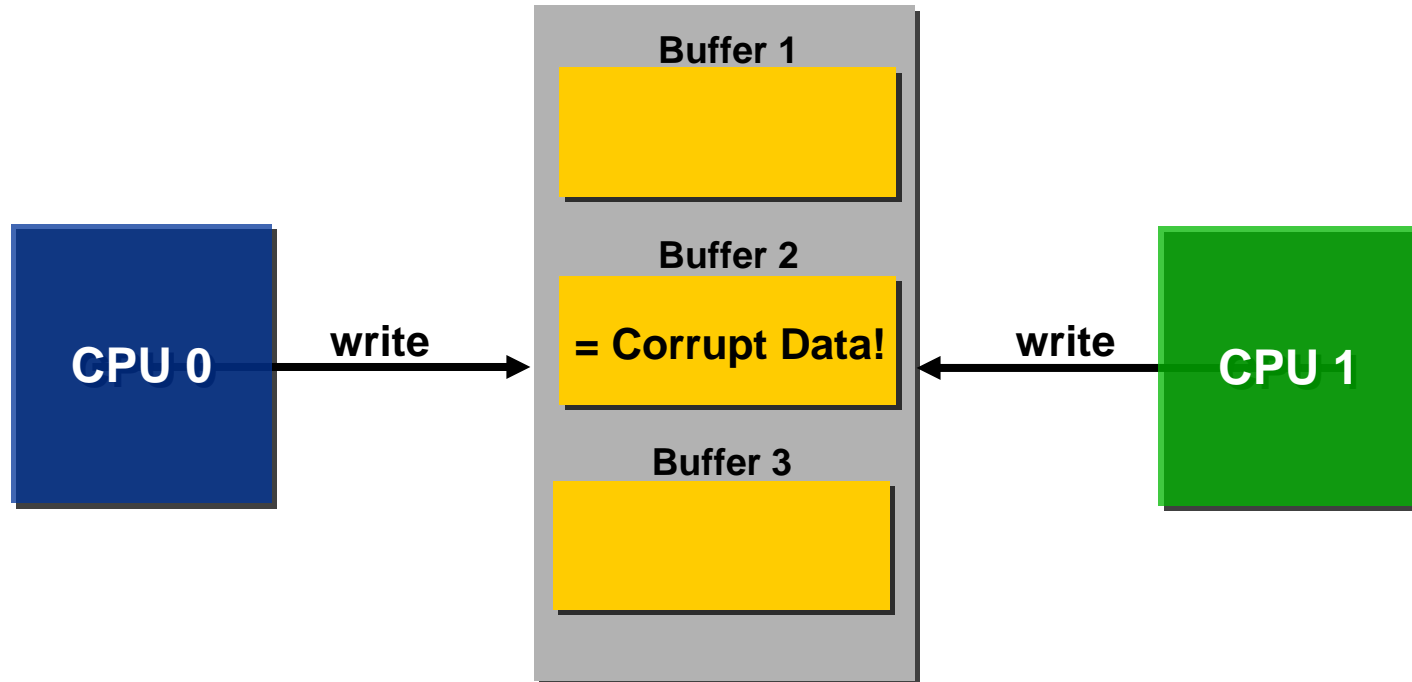 Buffer 1
Buffer 2
CPU 0
write
= Corrupt Data!
write
CPU 1
Buffer 3